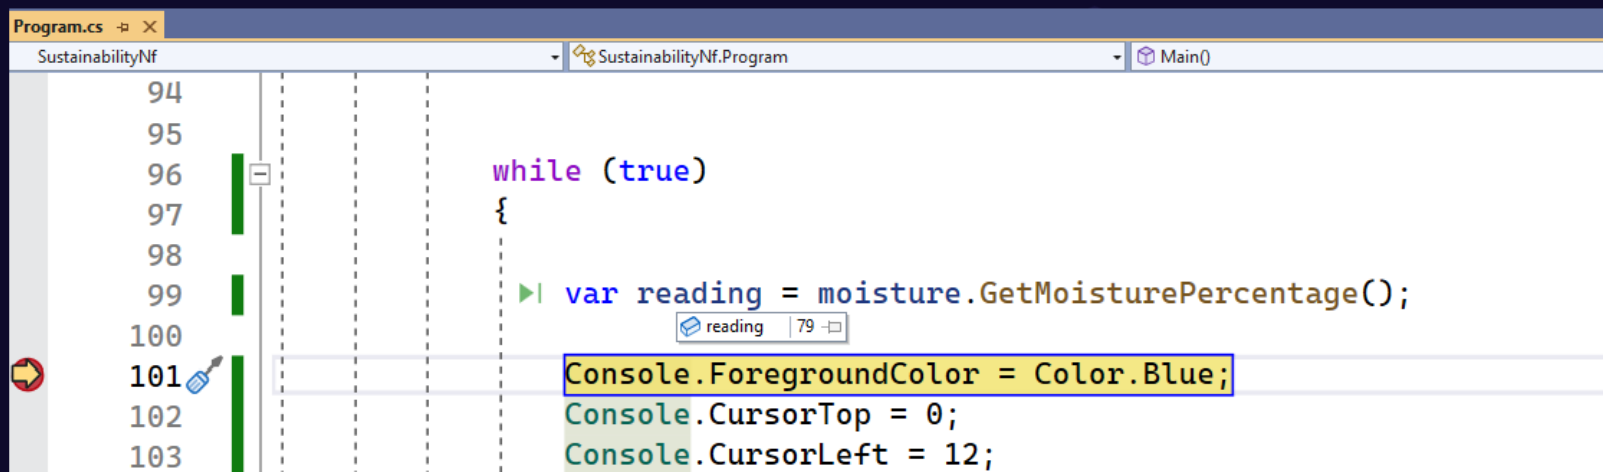 Program.cs
SustainabilityNf SustainabilityNf.Program Main()
94
95
96 while (true)
97 {
98
99 var reading = moisture.GetMoisturePercentage();
reading 79
100
101 Console.ForegroundColor = Color.Blue;
102 Console.CursorTop = 0;
103 Console.CursorLeft = 12;